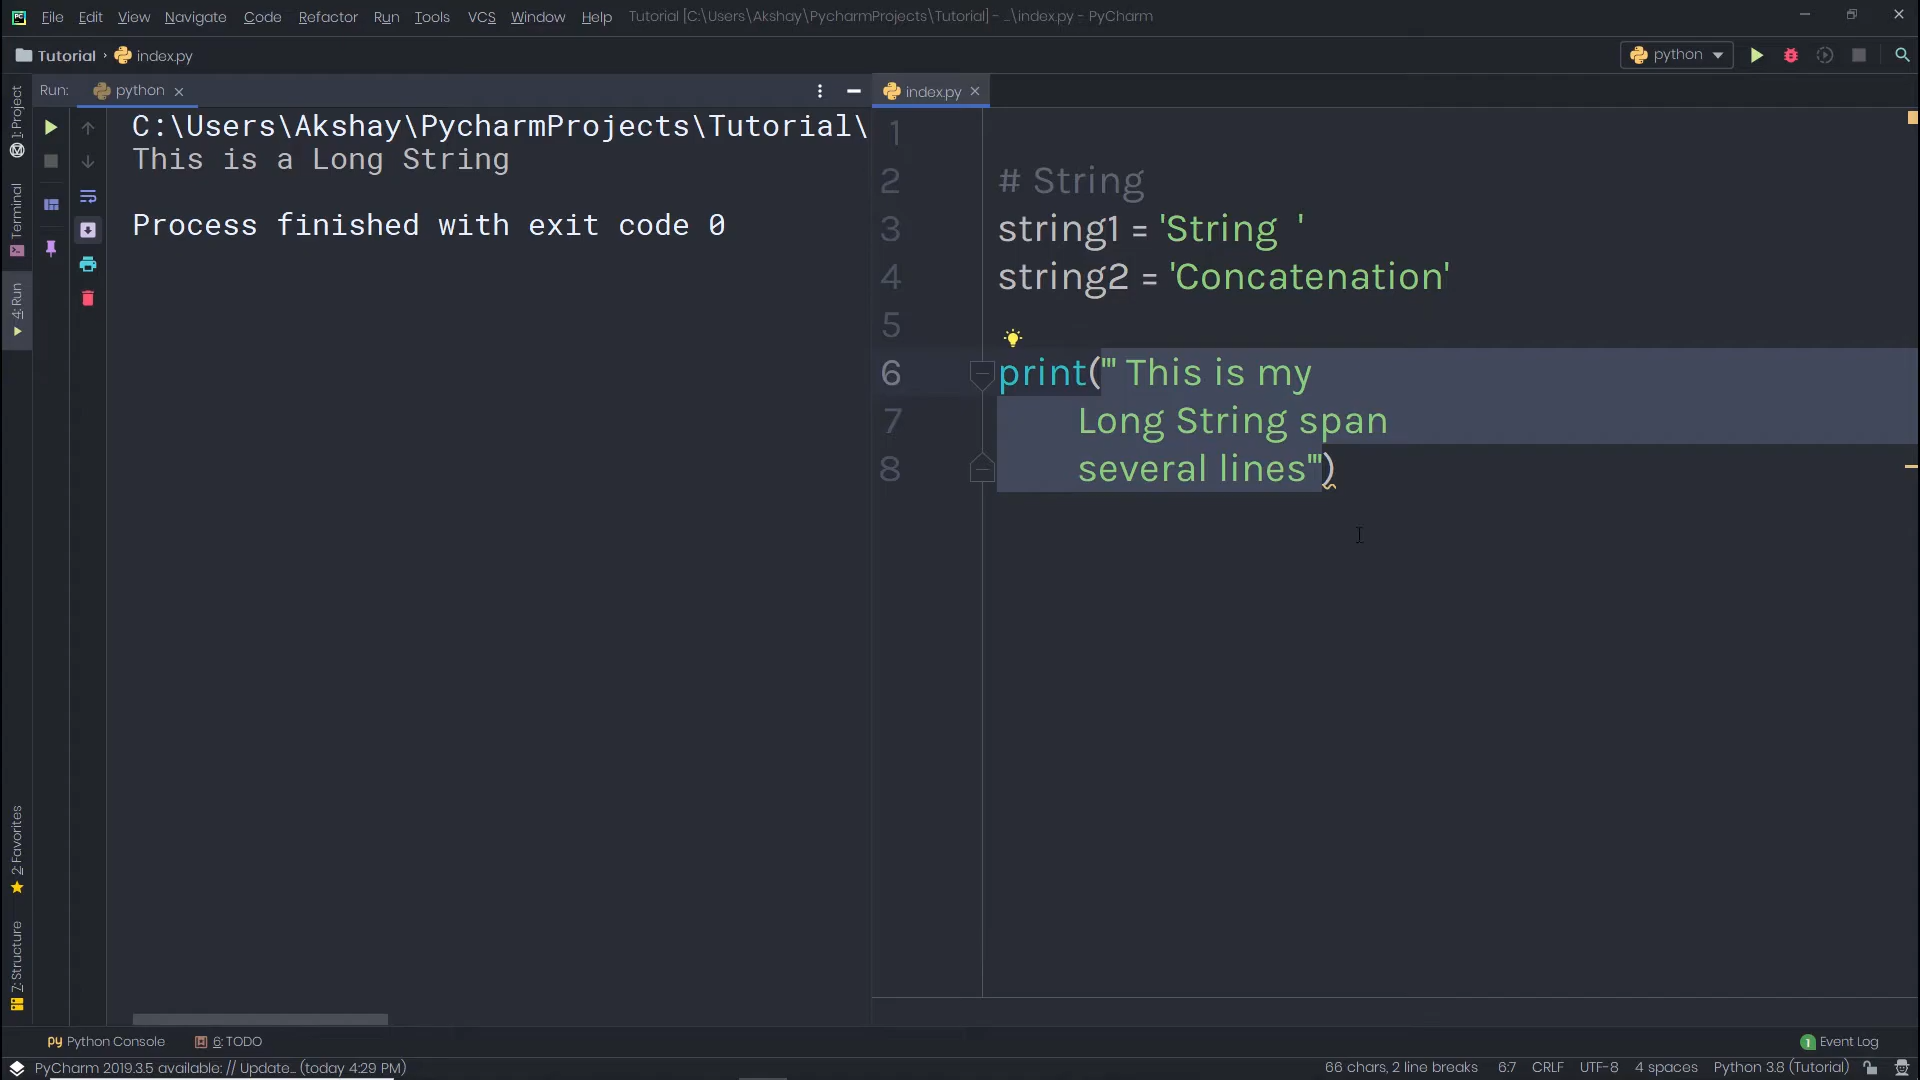 File Edit View Navigate Code Refactor Run Tools VCS Window Help Tutorial [C:\Users\Akshay\PycharmProjects\Tutorial] - ...\index.py - PyCharm
Tutorial index.py python
Run: python index.py
1: Project
Terminal
4: Run
2: Favorites
7: Structure
C:\Users\Akshay\PycharmProjects\Tutorial\
This is a Long String
Process finished with exit code 0
1
2 # String
3 string1 = 'String  '
4 string2 = 'Concatenation'
5
6 print(''' This is my
7 Long String span
8 several lines''')
Python Console 6: TODO 1 Event Log
PyCharm 2019.3.5 available: // Update... (today 4:29 PM) 66 chars, 2 line breaks 6:7 CRLF UTF-8 4 spaces Python 3.8 (Tutorial)